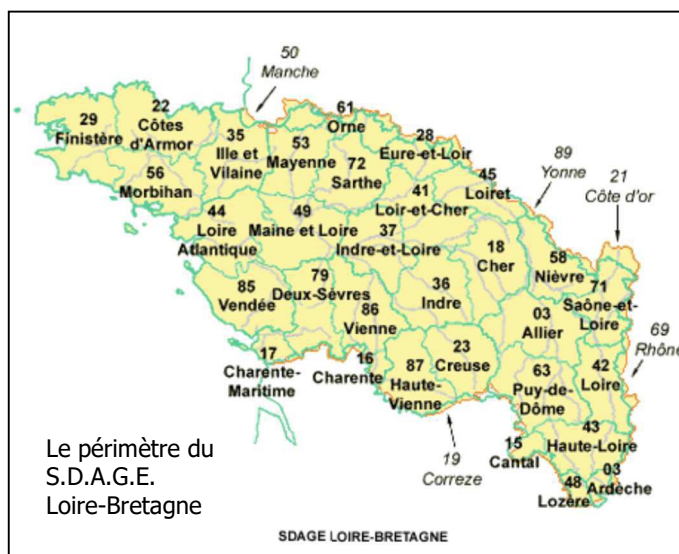 50
Manche
22
Côtes
d'Armor
29
Finistère
35
Ille et
Vilaine
61
Orne
53
Mayenne
28
Eure-et-Loir
72
Sarthe
56
Morbihan
45
Loiret
89
Yonne
21
Côte d'or
41
Loir-et-Cher
44
Loire
Atlantique
49
Maine et Loire
37
Indre-et-Loire
18
Cher
58
Nièvre
71
Saône-et-
Loire
85
Vendée
79
Deux-Sèvres
86
Vienne
36
Indre
03
Allier
69
Rhône
17
Charente-
Maritime
16
Charente
87
Haute-
Vienne
23
Creuse
63
Puy-de-
Dôme
42
Loire
19
Correze
15
Cantal
43
Haute-Loire
48
Lozère
03
Ardèche
Le périmètre du
S.D.A.G.E.
Loire-Bretagne
SDAGE LOIRE-BRETAGNE